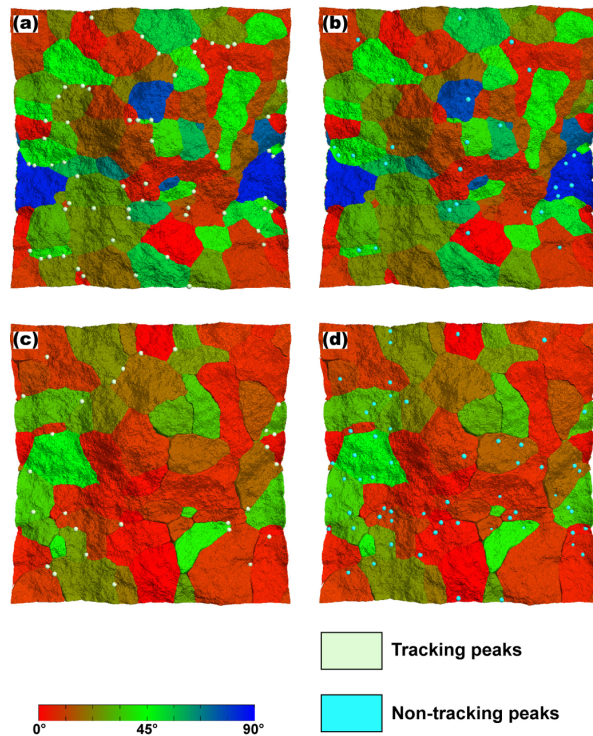 (a) (b)
(c) (d)
Tracking peaks
Non-tracking peaks
0° 45° 90°